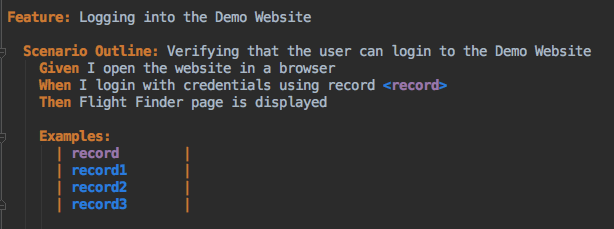 Feature: Logging into the Demo Website
Scenario Outline: Verifying that the user can login to the Demo Website
Given I open the website in a browser
When I login with credentials using record <record>
Then Flight Finder page is displayed
Examples:
| record |
| record1 |
| record2 |
| record3 |